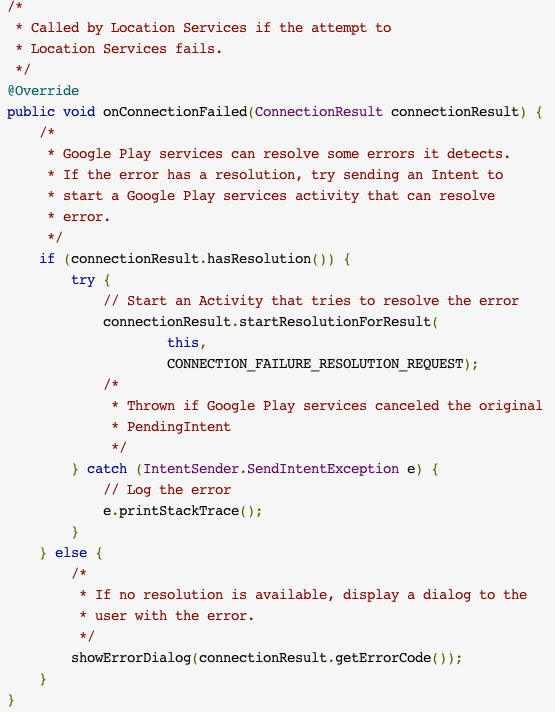 /*
 * Called by Location Services if the attempt to
 * Location Services fails.
 */
@Override
public void onConnectionFailed(ConnectionResult connectionResult) {
    /*
     * Google Play services can resolve some errors it detects.
     * If the error has a resolution, try sending an Intent to
     * start a Google Play services activity that can resolve
     * error.
     */
    if (connectionResult.hasResolution()) {
        try {
            // Start an Activity that tries to resolve the error
            connectionResult.startResolutionForResult(
                    this,
                    CONNECTION_FAILURE_RESOLUTION_REQUEST);
            /*
             * Thrown if Google Play services canceled the original
             * PendingIntent
             */
        } catch (IntentSender.SendIntentException e) {
            // Log the error
            e.printStackTrace();
        }
    } else {
        /*
         * If no resolution is available, display a dialog to the
         * user with the error.
         */
        showErrorDialog(connectionResult.getErrorCode());
    }
}